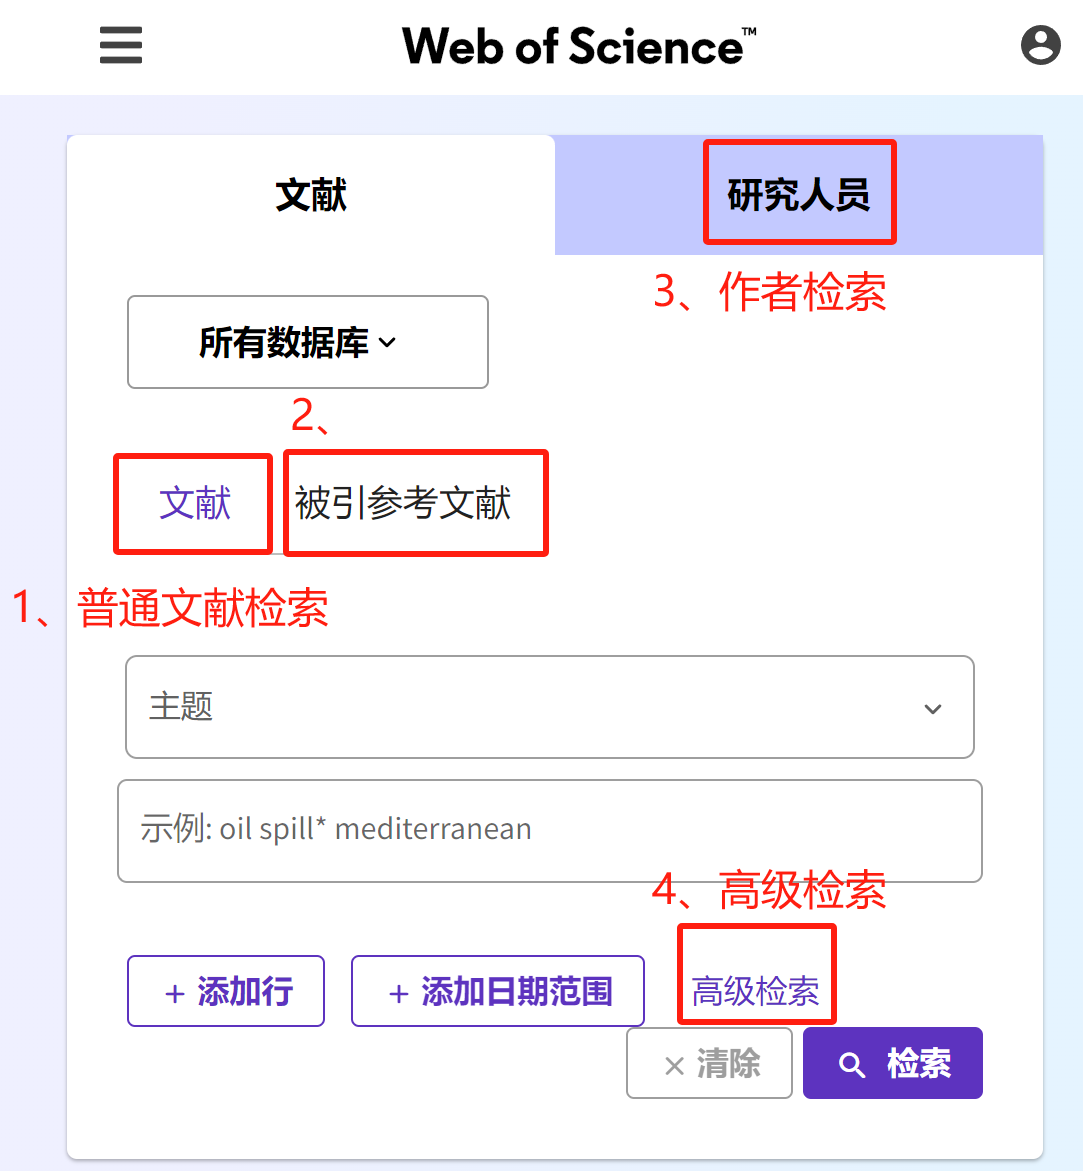 Web of Science™
文献
研究人员
3、作者检索
所有数据库
2、
文献
被引参考文献
1、普通文献检索
主题
示例: oil spill* mediterranean
4、高级检索
+ 添加行
+ 添加日期范围
高级检索
× 清除
检索